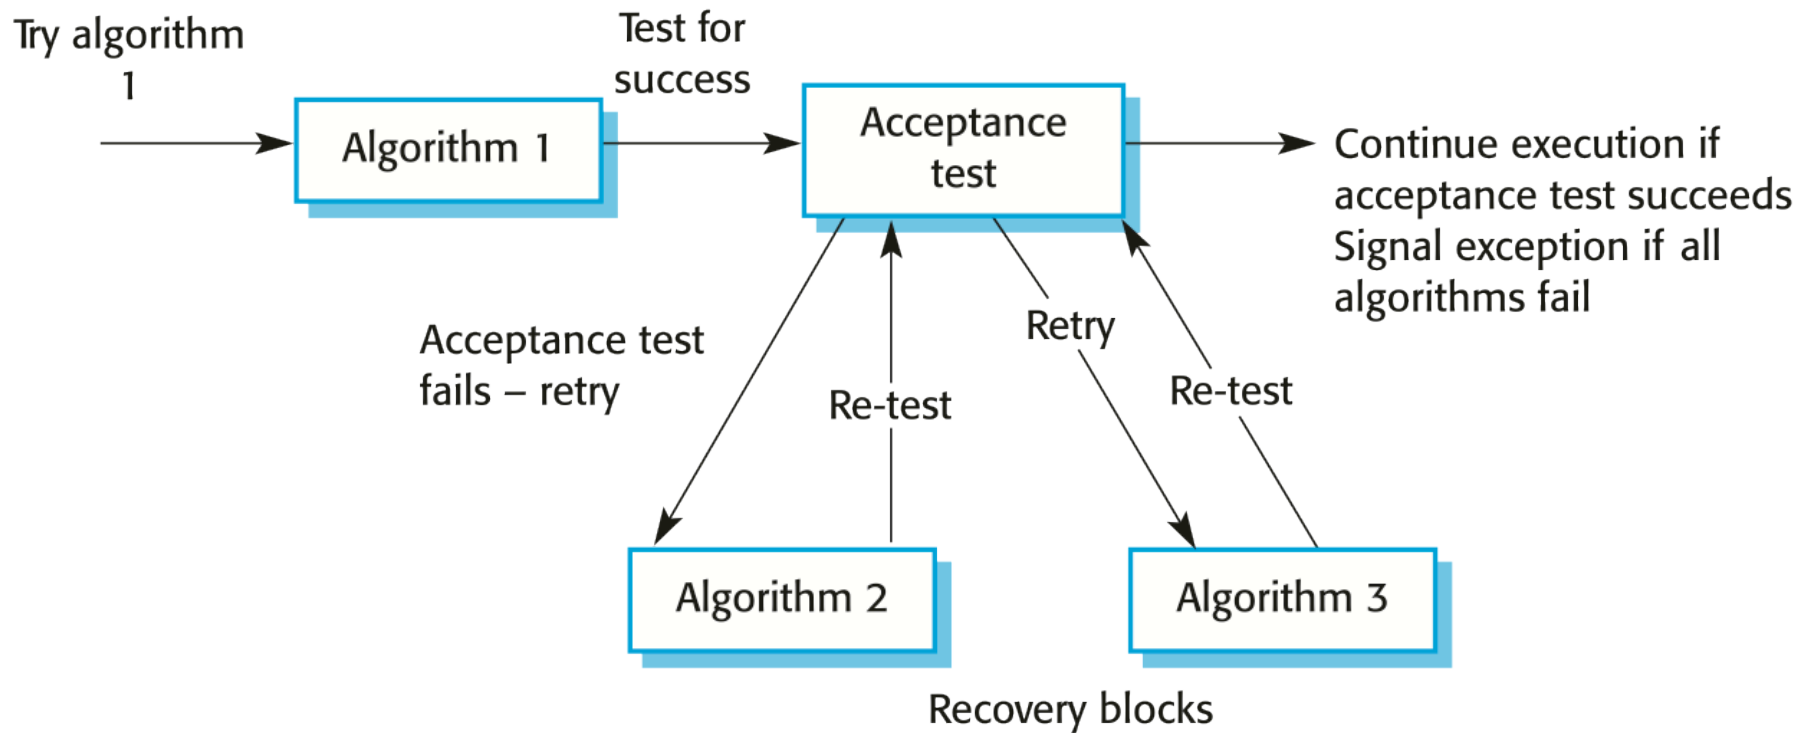 Try algorithm
1
Test for
success
Algorithm 1
Acceptance
test
Continue execution if
acceptance test succeeds
Signal exception if all
algorithms fail
Acceptance test
fails – retry
Re-test
Retry
Re-test
Algorithm 2
Algorithm 3
Recovery blocks